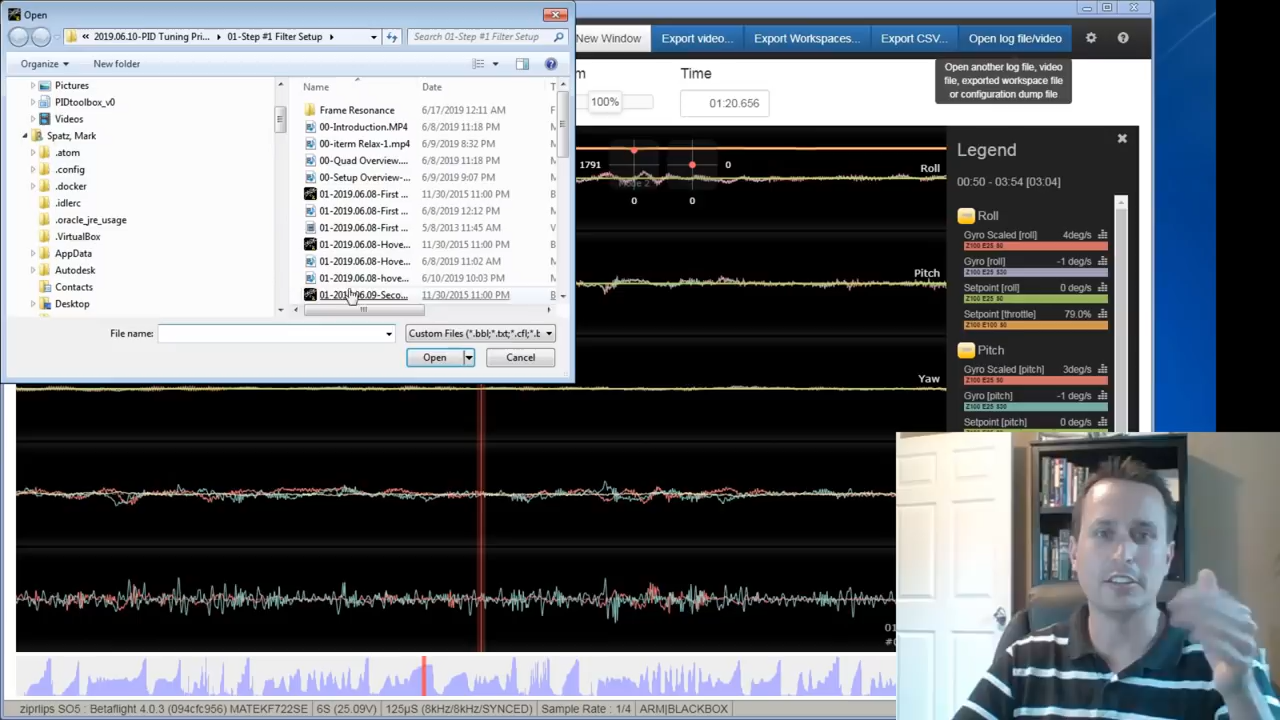 Open
2019.06.10-PID Tuning Pri... 01-Step #1 Filter Setup
Search 01-Step #1 Filter Setup
Organize
New folder
Pictures
PIDtoolbox_v0
Videos
Spatz, Mark
.atom
.config
.docker
.idlerc
.oracle_jre_usage
.VirtualBox
AppData
Autodesk
Contacts
Desktop
Name Date T
Frame Resonance 6/17/2019 12:11 AM F
00-Introduction.MP4 6/8/2019 11:18 PM
00-iterm Relax-1.mp4 6/9/2019 8:32 PM
00-Quad Overview.... 6/8/2019 11:18 PM
00-Setup Overview-... 6/9/2019 9:07 PM
01-2019.06.08-First ... 11/30/2015 11:00 PM
01-2019.06.08-First ... 6/8/2019 12:12 PM
01-2019.06.08-First ... 5/8/2013 11:45 AM
01-2019.06.08-Hove... 11/30/2015 11:00 PM
01-2019.06.08-Hove... 6/8/2019 11:02 AM
01-2019.06.08-hove... 6/10/2019 10:03 PM
11/30/2015 11:00 PM
File name:
Custom Files (*.bbl;*.txt;*.cfl;*.b
Open
Cancel
New Window
Export video...
Export Workspaces...
Export CSV...
Open log file/video
Open another log file, video
file, exported workspace file
or configuration dump file
100%
Time
01:20.656
1791
0
0
0
Roll
Pitch
Yaw
Legend
00:50 - 03:54 [03:04]
Roll
Gyro Scaled [roll] 4deg/s
Z100 E25 50
Gyro [roll] -1 deg/s
Setpoint [roll] 0 deg/s
Setpoint [throttle] 79.0%
Z100 E100 50
Pitch
Gyro Scaled [pitch] 3deg/s
Gyro [pitch] -1 deg/s
Setpoint [pitch] 0 deg/s
ziprlips SO5 : Betaflight 4.0.3 (094cfc956) MATEKF722SE
6S (25.09V)
125µS (8kHz/8kHz/SYNCED)
Sample Rate : 1/4
ARM|BLACKBOX